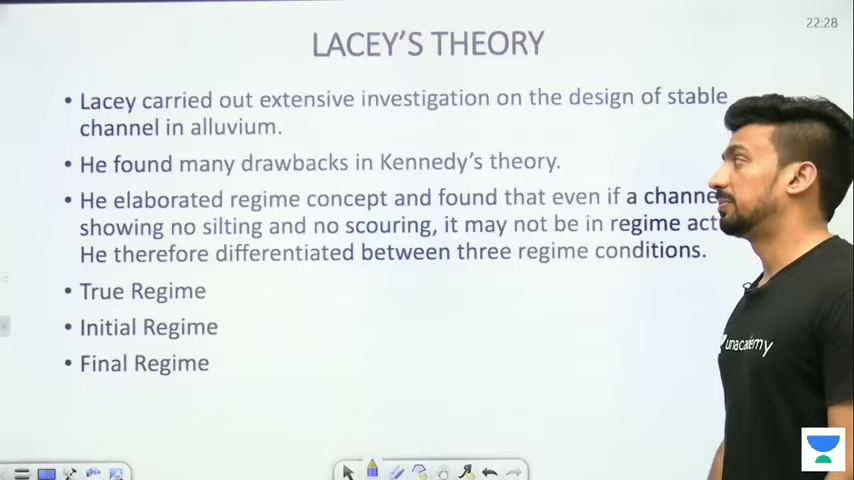 22:28
LACEY'S THEORY
• Lacey carried out extensive investigation on the design of stable
channel in alluvium.
• He found many drawbacks in Kennedy's theory.
• He elaborated regime concept and found that even if a
showing no silting and no scouring, it may not be in regime
He therefore differentiated between three regime conditions.
• True Regime
• Initial Regime
• Final Regime
unacademy